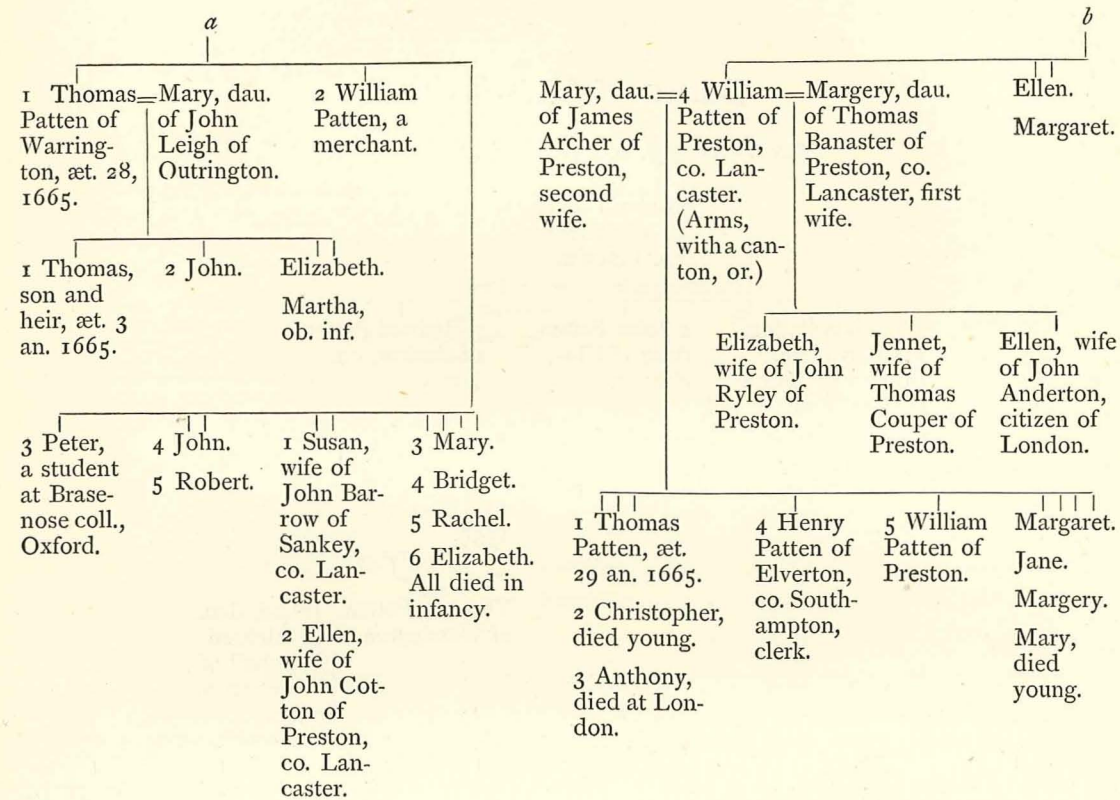 a
1 Thomas=Mary, dau.
Patten of
Warring-
ton, æt. 28,
1665.
of John
Leigh of
Outrington.
2 William
Patten, a
merchant.
1 Thomas,
son and
heir, æt. 3
an. 1665.
2 John.
Elizabeth.
Martha,
ob. inf.
3 Peter,
a student
at Brase-
nose coll.,
Oxford.
4 John.
5 Robert.
1 Susan,
wife of
John Bar-
row of
Sankey,
co. Lan-
caster.
2 Ellen,
wife of
John Cot-
ton of
Preston,
co. Lan-
caster.
3 Mary.
4 Bridget.
5 Rachel.
6 Elizabeth.
All died in
infancy.
b
Mary, dau.=4 William=Margery, dau.
of James
Archer of
Preston,
second
wife.
Patten of
Preston,
co. Lan-
caster.
(Arms,
with a can-
ton, or.)
of Thomas
Banaster of
Preston, co.
Lancaster, first
wife.
Ellen.
Margaret.
Elizabeth,
wife of John
Ryley of
Preston.
Jennet,
wife of
Thomas
Couper of
Preston.
Ellen, wife
of John
Anderton,
citizen of
London.
1 Thomas
Patten, æt.
29 an. 1665.
2 Christopher,
died young.
3 Anthony,
died at Lon-
don.
4 Henry
Patten of
Elverton,
co. South-
ampton,
clerk.
5 William
Patten of
Preston.
Margaret.
Jane.
Margery.
Mary,
died
young.